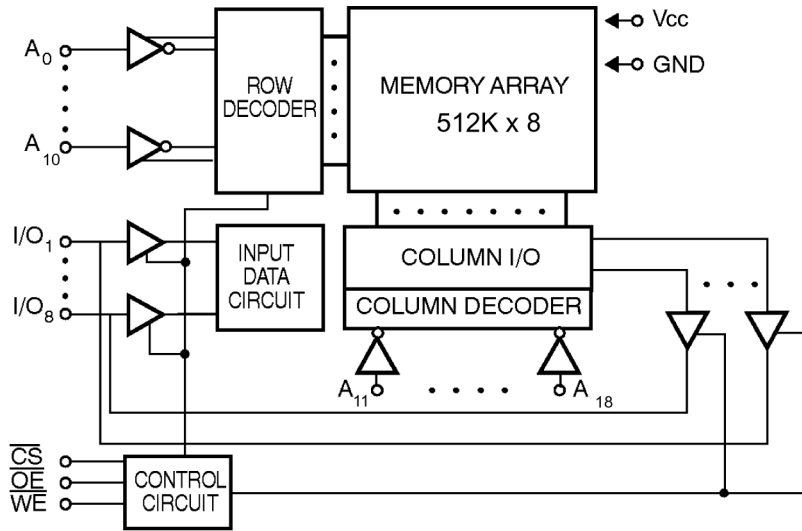 A0
A10
ROW
DECODER
MEMORY ARRAY
512K x 8
Vcc
GND
I/O1
I/O8
INPUT
DATA
CIRCUIT
COLUMN I/O
COLUMN DECODER
A11
A18
CS
OE
WE
CONTROL
CIRCUIT